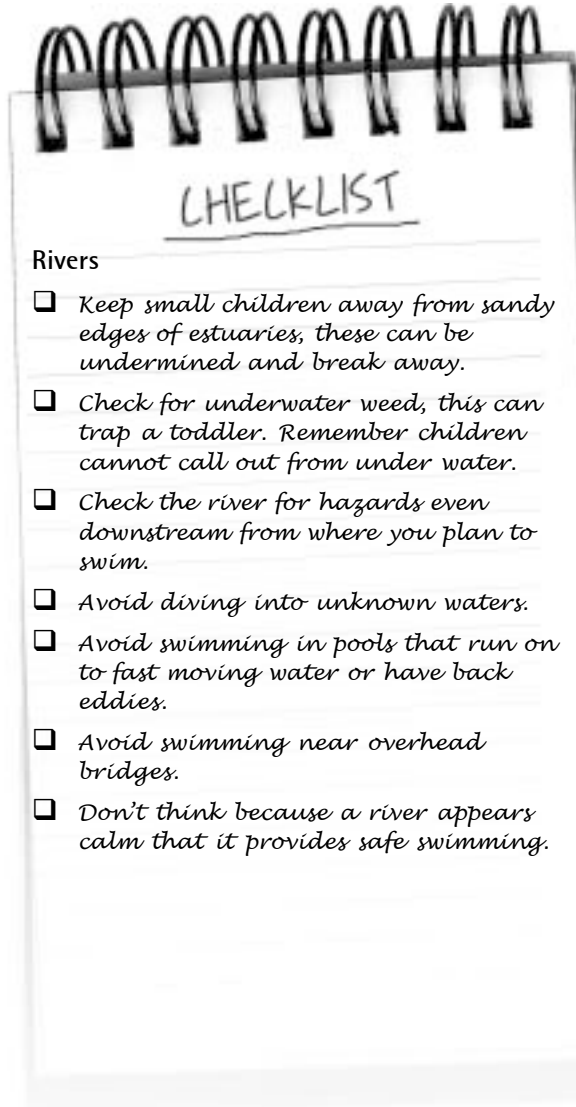 CHECKLIST
Rivers
❑ Keep small children away from sandy
edges of estuaries, these can be
undermined and break away.
❑ Check for underwater weed, this can
trap a toddler. Remember children
cannot call out from under water.
❑ Check the river for hazards even
downstream from where you plan to
swim.
❑ Avoid diving into unknown waters.
❑ Avoid swimming in pools that run on
to fast moving water or have back
eddies.
❑ Avoid swimming near overhead
bridges.
❑ Don't think because a river appears
calm that it provides safe swimming.